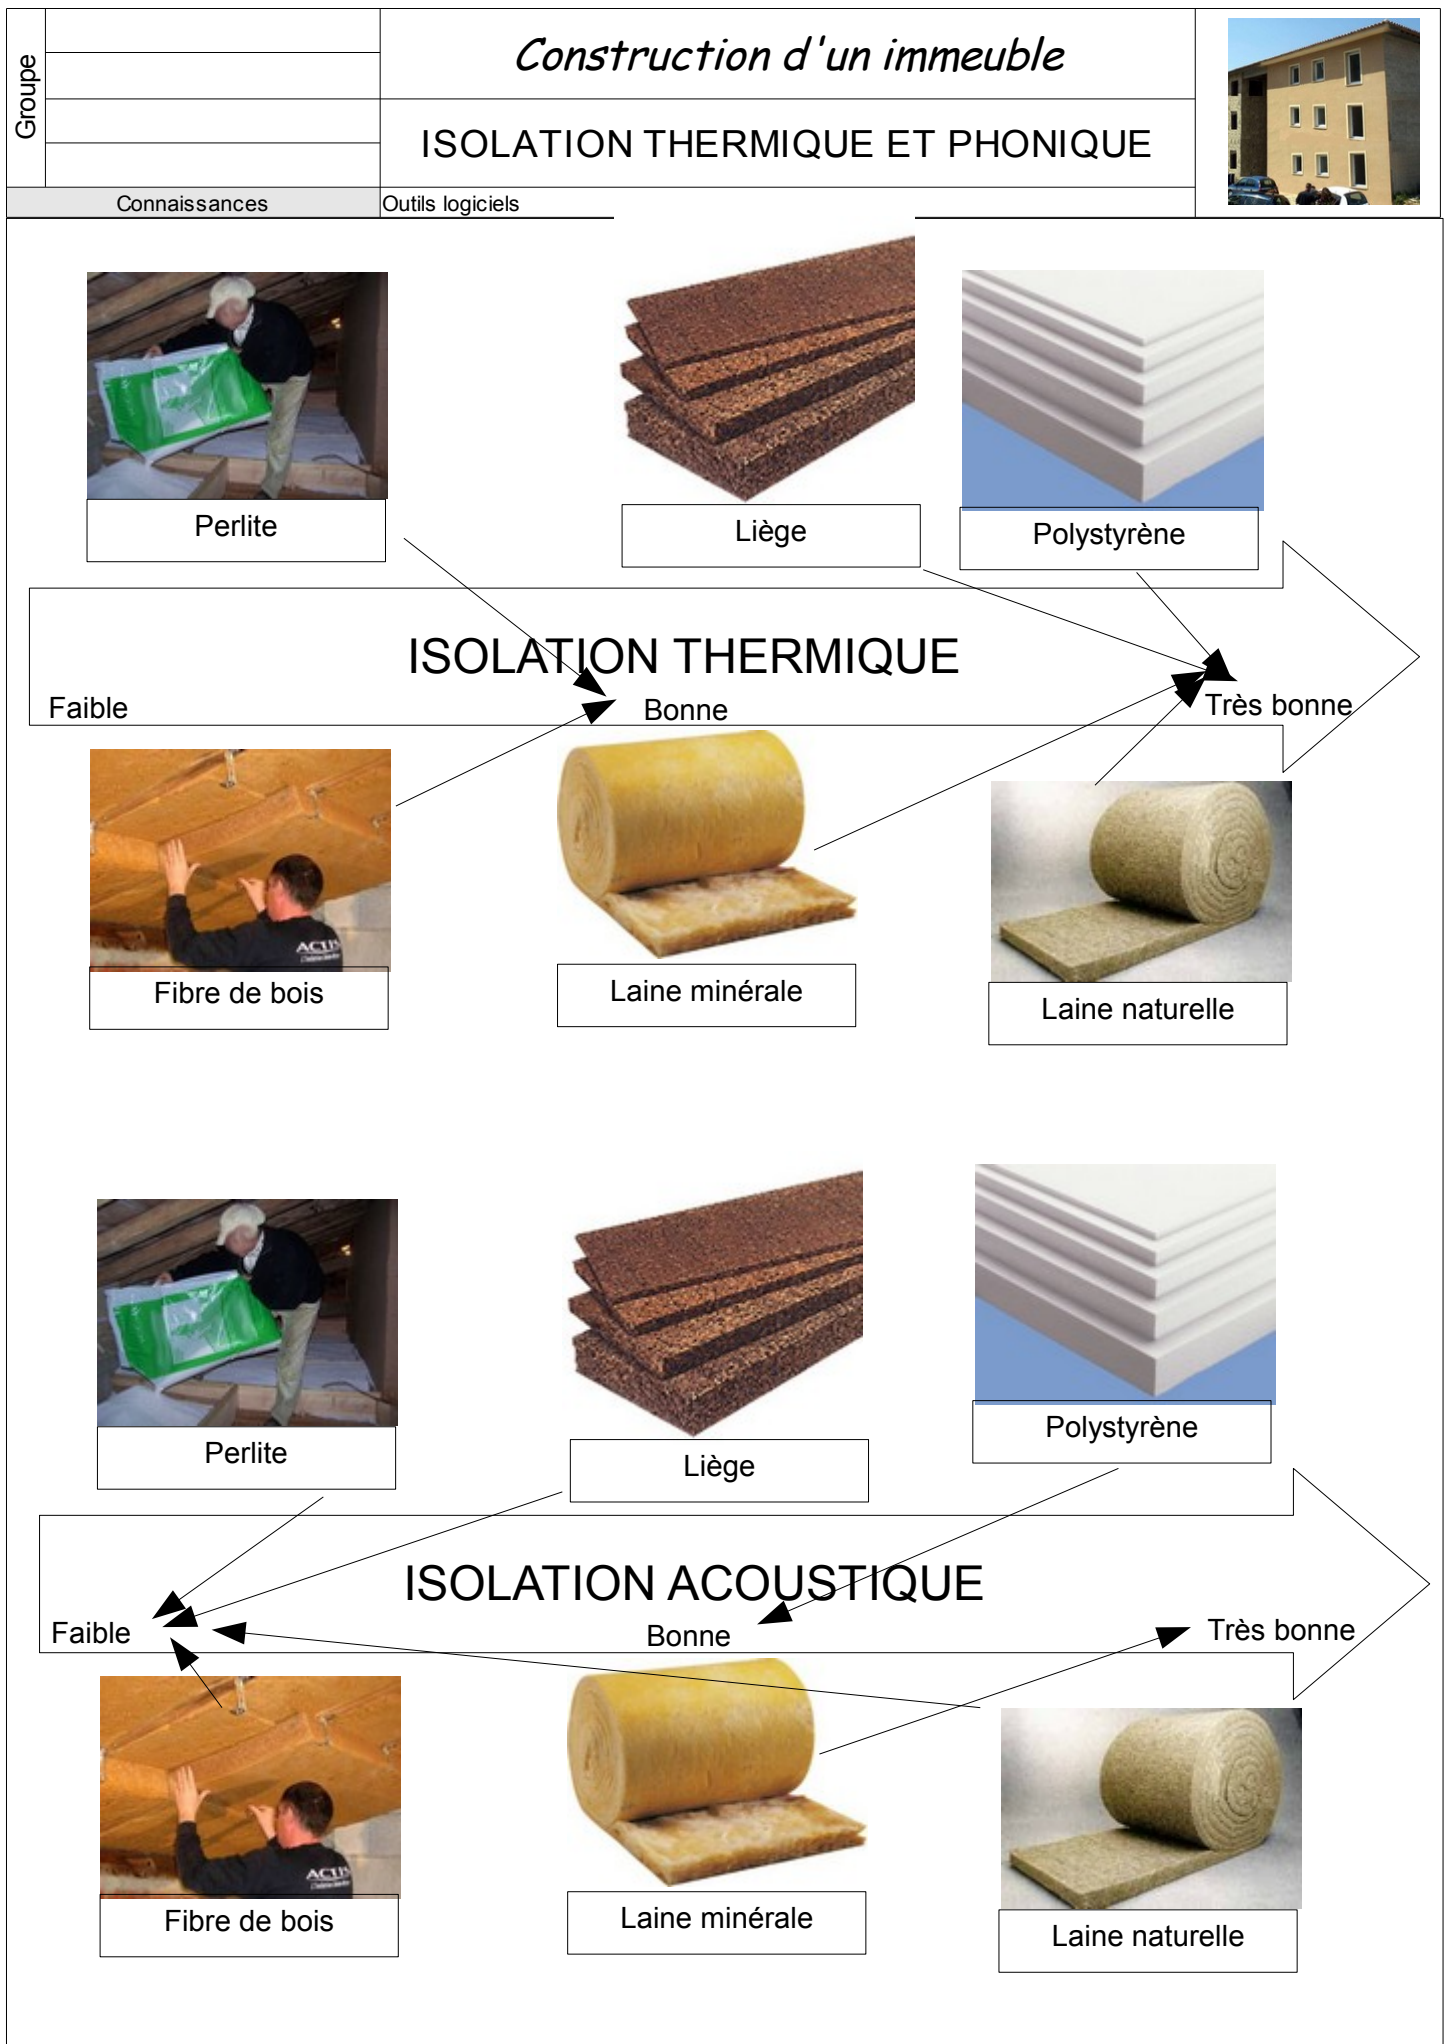 Groupe
Construction d'un immeuble
ISOLATION THERMIQUE ET PHONIQUE
Connaissances
Outils logiciels
Perlite
Liège
Polystyrène
ISOLATION THERMIQUE
Faible
Bonne
Très bonne
ACTIS
Fibre de bois
Laine minérale
Laine naturelle
Perlite
Liège
Polystyrène
ISOLATION ACOUSTIQUE
Faible
Bonne
Très bonne
ACTIS
Fibre de bois
Laine minérale
Laine naturelle